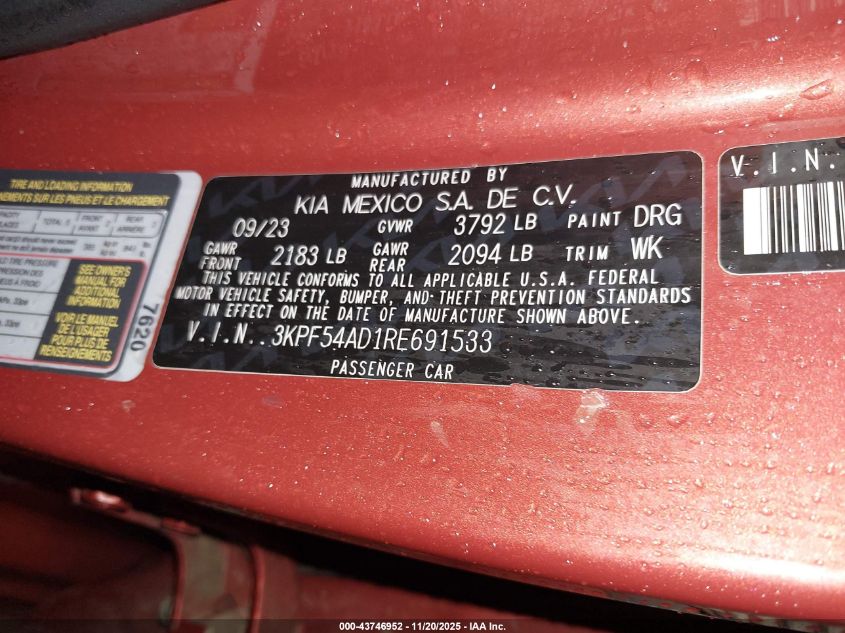 TIRE AND LOADING INFORMATION
TOTAL
FRONT
REAR
AVANT
SEE OWNER'S
MANUAL FOR
ADDITIONAL
INFORMATION
VOIR LE MANUEL
DE L'USAGER
POUR PLUS DE
RENSEIGNEMENTS
7620
MANUFACTURED BY
KIA MEXICO S.A. DE C.V.
09/23 GVWR 3792 LB PAINT DRG
GAWR FRONT 2183 LB GAWR REAR 2094 LB TRIM WK
THIS VEHICLE CONFORMS TO ALL APPLICABLE U.S.A. FEDERAL
MOTOR VEHICLE SAFETY, BUMPER, AND THEFT PREVENTION STANDARDS
IN EFFECT ON THE DATE OF MANUFACTURE SHOWN ABOVE.
V.I.N.. 3KPF54AD1RE691533
PASSENGER CAR
V.I.N.
000-43746952 - 11/20/2025 - IAA Inc.